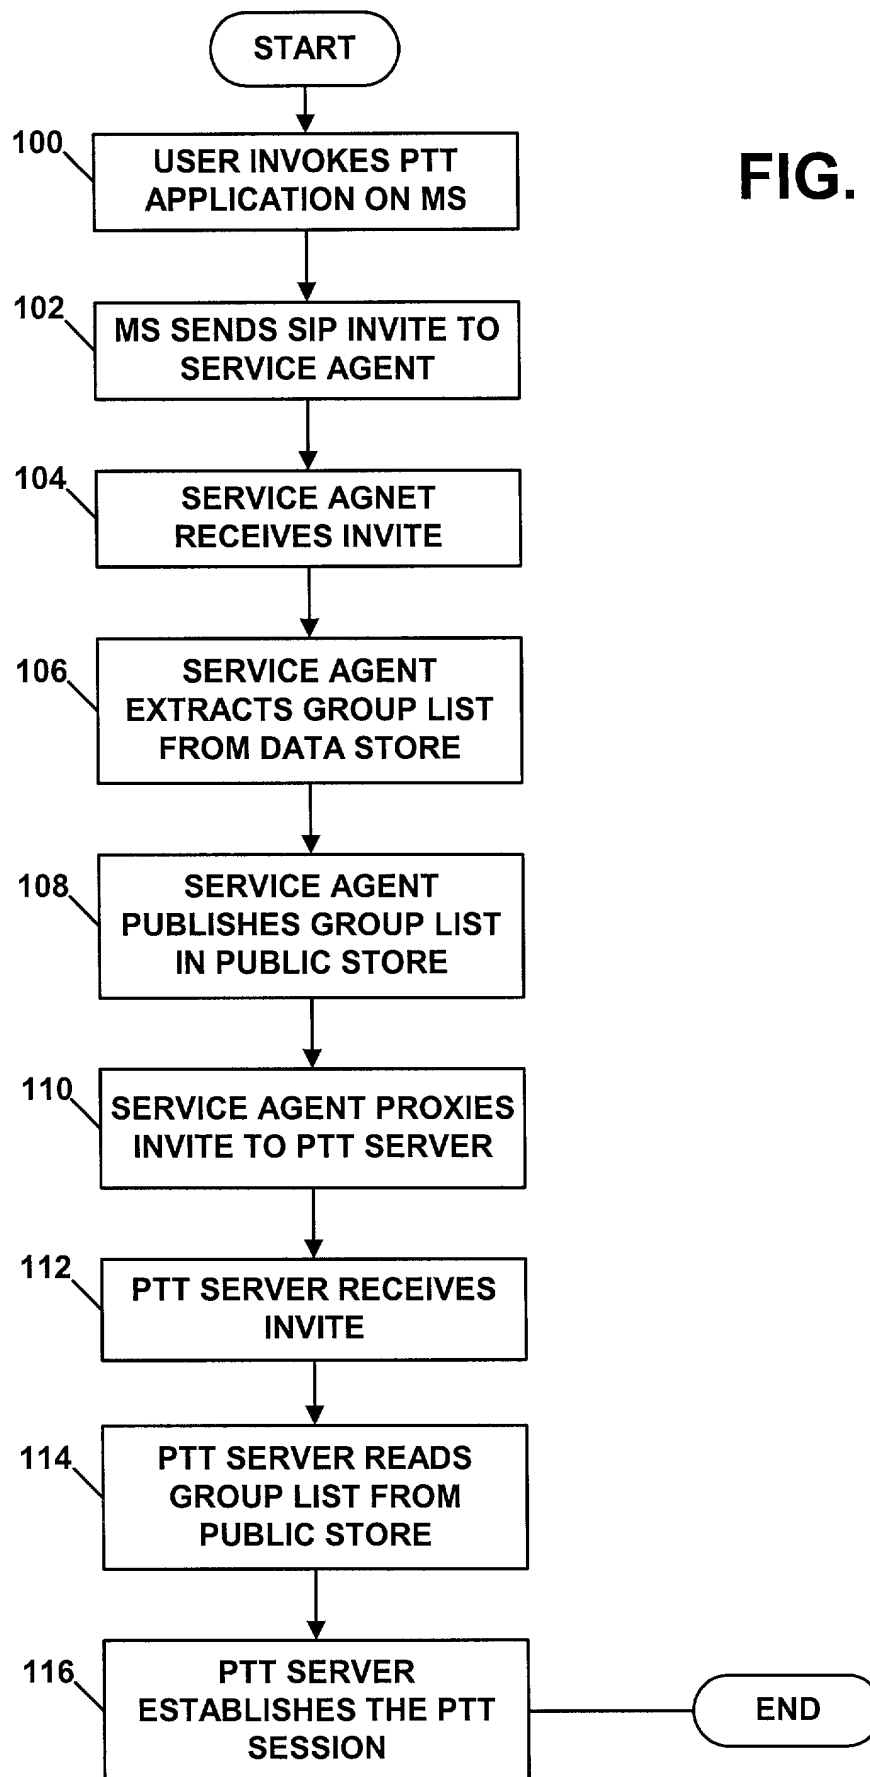 START
100
USER INVOKES PTT
APPLICATION ON MS
FIG.
102
MS SENDS SIP INVITE TO
SERVICE AGENT
104
SERVICE AGNET
RECEIVES INVITE
106
SERVICE AGENT
EXTRACTS GROUP LIST
FROM DATA STORE
108
SERVICE AGENT
PUBLISHES GROUP LIST
IN PUBLIC STORE
110
SERVICE AGENT PROXIES
INVITE TO PTT SERVER
112
PTT SERVER RECEIVES
INVITE
114
PTT SERVER READS
GROUP LIST FROM
PUBLIC STORE
116
PTT SERVER
ESTABLISHES THE PTT
SESSION
END